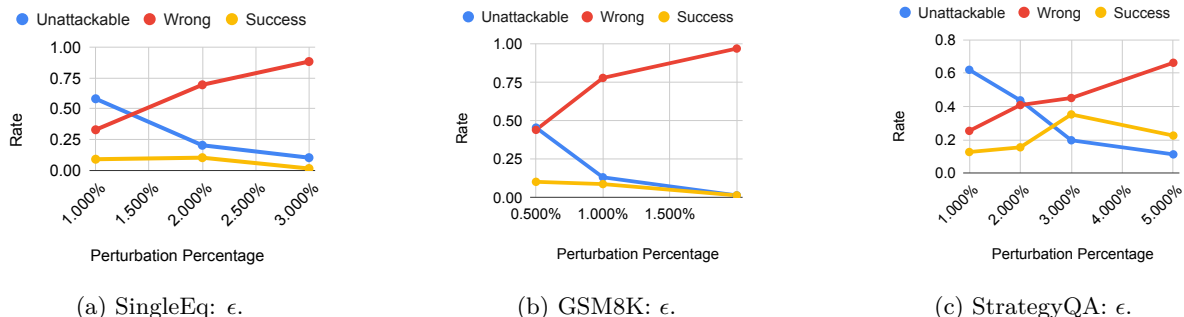 Unattackable Wrong Success
1.00
0.75
0.50
0.25
0.00
Rate
1.000% 1.500% 2.000% 2.500% 3.000%
Perturbation Percentage
(a) SingleEq: ϵ.
Unattackable Wrong Success
1.00
0.75
0.50
0.25
0.00
Rate
0.500% 1.000% 1.500%
Perturbation Percentage
(b) GSM8K: ϵ.
Unattackable Wrong Success
0.8
0.6
0.4
0.2
0.0
Rate
1.000% 2.000% 3.000% 4.000% 5.000%
Perturbation Percentage
(c) StrategyQA: ϵ.